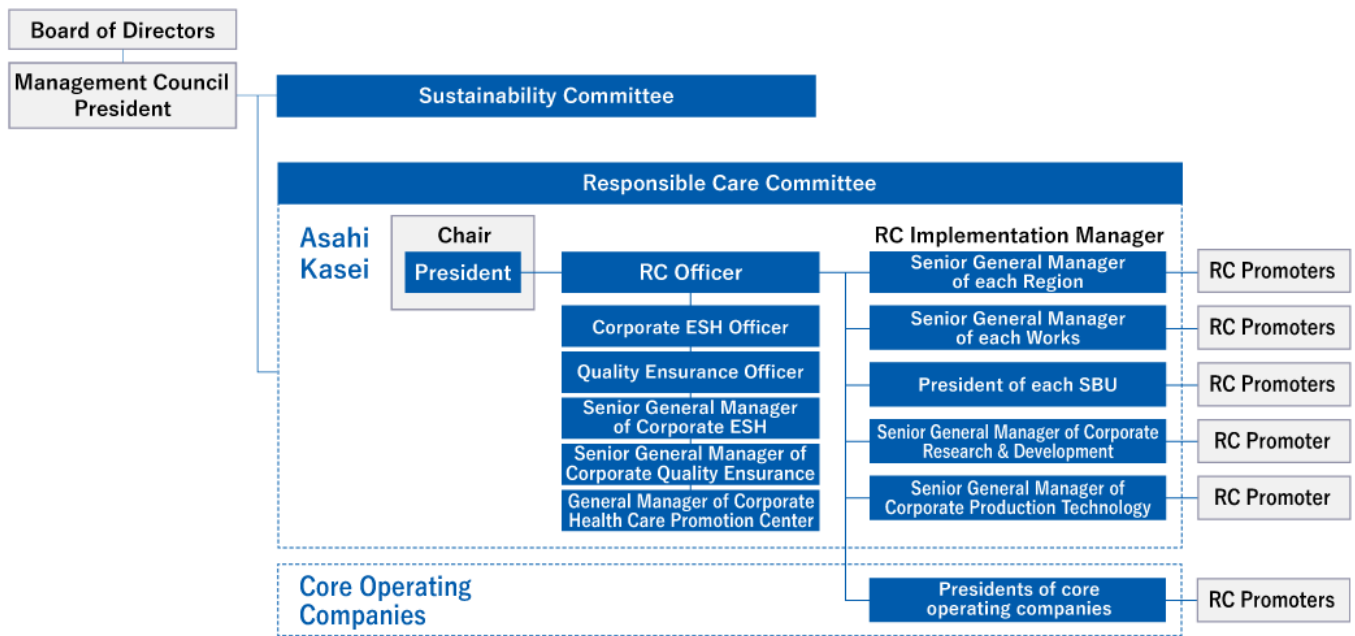 Board of Directors
Management Council
President
Sustainability Committee
Responsible Care Committee
Asahi
Kasei
Chair
President
RC Officer
Corporate ESH Officer
Quality Ensurance Officer
Senior General Manager
of Corporate ESH
Senior General Manager of
Corporate Quality Ensurance
General Manager of Corporate
Health Care Promotion Center
RC Implementation Manager
Senior General Manager
of each Region
RC Promoters
Senior General Manager
of each Works
RC Promoters
President of each SBU
RC Promoters
Senior General Manager of Corporate
Research & Development
RC Promoter
Senior General Manager of
Corporate Production Technology
RC Promoter
Core Operating
Companies
Presidents of core
operating companies
RC Promoters